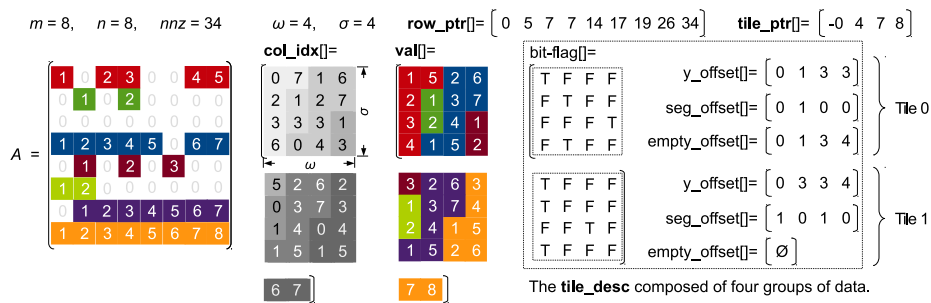 m = 8, n = 8, nnz = 34
ω = 4, σ = 4
row_ptr[]= 0 5 7 7 14 17 19 26 34
tile_ptr[]= -0 4 7 8
A =
1 0 2 3 0 0 4 5
0 1 0 2 0 0 0 0
0 0 0 0 0 0 0 0
1 2 3 4 5 0 6 7
0 1 0 2 0 3 0 0
1 2 0 0 0 0 0 0
0 1 2 3 4 5 6 7
1 2 3 4 5 6 7 8
col_idx[]=
0 7 1 6
2 1 2 7
3 3 3 1
6 0 4 3
σ
ω
5 2 6 2
0 3 7 3
1 4 0 4
1 5 1 5
6 7
val[]=
1 5 2 6
2 1 3 7
3 2 4 1
4 1 5 2
3 2 6 3
1 3 7 4
2 4 1 5
1 5 2 6
7 8
bit-flag[]=
T F F F
F T F F
F F F T
F T F F
y_offset[]= 0 1 3 3
seg_offset[]= 0 1 0 0
empty_offset[]= 0 1 3 4
Tile 0
T F F F
T F F F
F F T F
T F F F
y_offset[]= 0 3 3 4
seg_offset[]= 1 0 1 0
empty_offset[]= Ø
Tile 1
The tile_desc composed of four groups of data.